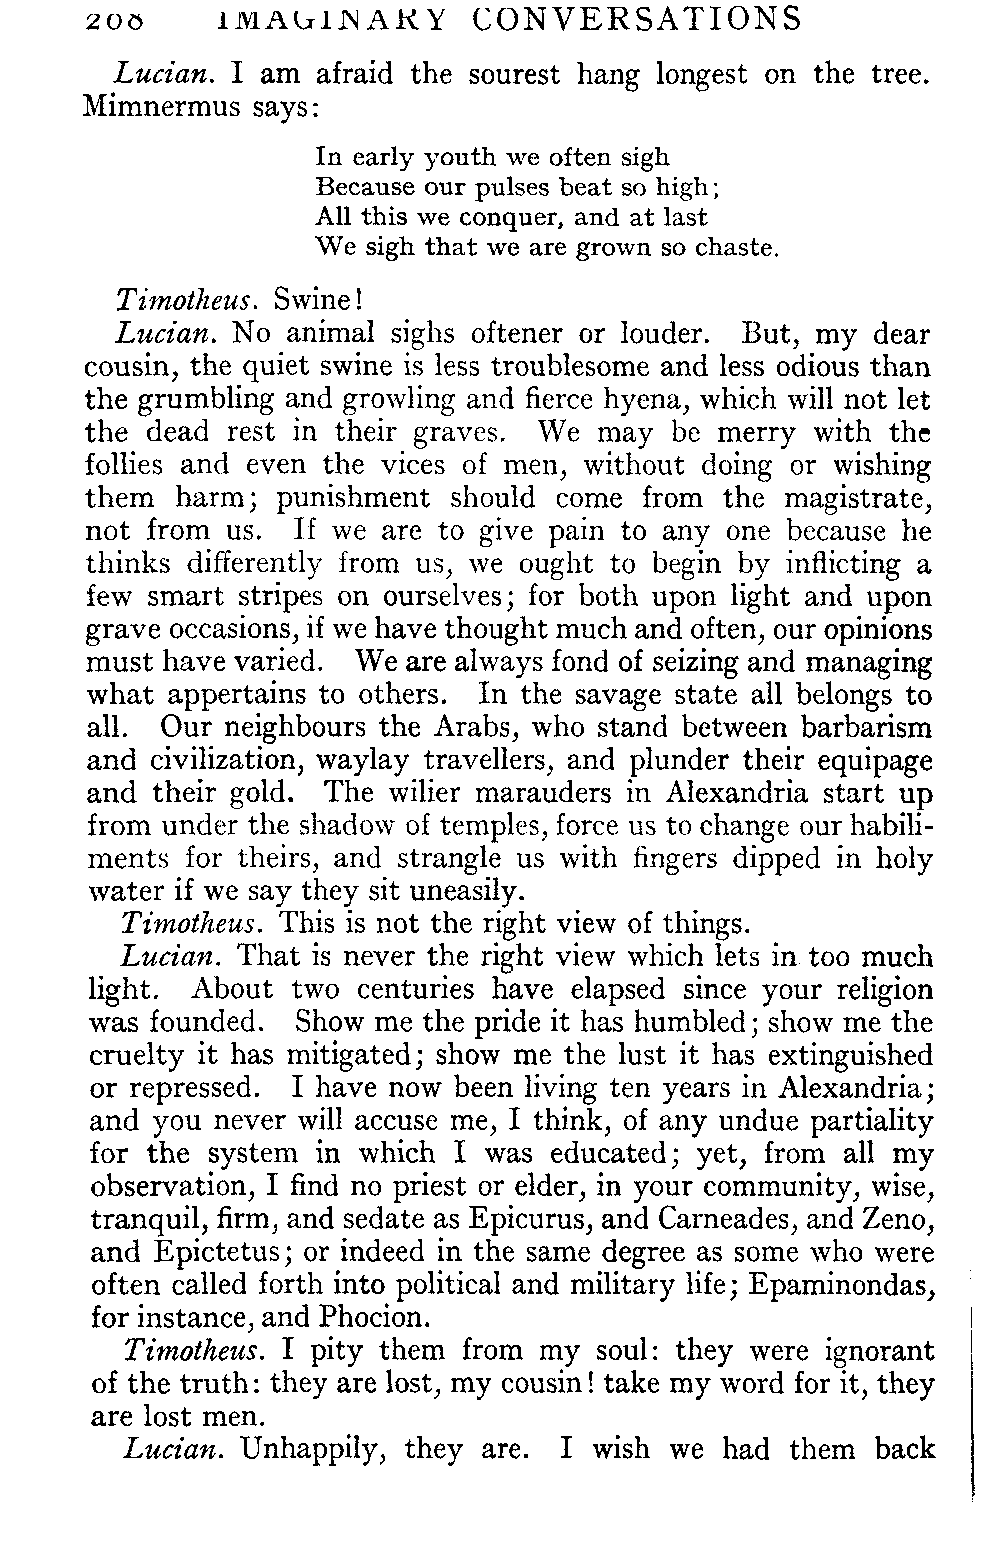 IMAGINARY CONVERSATIONS
Lucian. I am afraid the sourest hang longest on the tree.
Mimnermus says:
In early youth we often sigh
Because our pulses beat so high;
All this we conquer, and at last
We sigh that we are grown so chaste.
Timotheus. Swine!
Lucian. No animal sighs oftener or louder. But, my dear
cousin, the quiet swine is less troublesome and less odious than
the grumbling and growling and fierce hyena, which will not let
the dead rest in their graves. We may be merry with the
follies and even the vices of men, without doing or wishing
them harm; punishment should come from the magistrate,
not from us. If we are to give pain to any one because he
thinks differently from us, we ought to begin by inflicting a
few smart stripes on ourselves; for both upon light and upon
grave occasions, if we have thought much and often, our opinions
must have varied. We are always fond of seizing and managing
what appertains to others. In the savage state all belongs to
all. Our neighbours the Arabs, who stand between barbarism
and civilization, waylay travellers, and plunder their equipage
and their gold. The wilier marauders in Alexandria start up
from under the shadow of temples, force us to change our habili-
ments for theirs, and strangle us with fingers dipped in holy
water if we say they sit uneasily.
Timotheus. This is not the right view of things.
Lucian. That is never the right view which lets in too much
light. About two centuries have elapsed since your religion
was founded. Show me the pride it has humbled; show me the
cruelty it has mitigated; show me the lust it has extinguished
or repressed. I have now been living ten years in Alexandria;
and you never will accuse me, I think, of any undue partiality
for the system in which I was educated; yet, from all my
observation, I find no priest or elder, in your community, wise,
tranquil, firm, and sedate as Epicurus, and Carneades, and Zeno,
and Epictetus; or indeed in the same degree as some who were
often called forth into political and military life; Epaminondas,
for instance, and Phocion.
Timotheus. I pity them from my soul: they were ignorant
of the truth: they are lost, my cousin! take my word for it, they
are lost men.
Lucian. Unhappily, they are. I wish we had them back